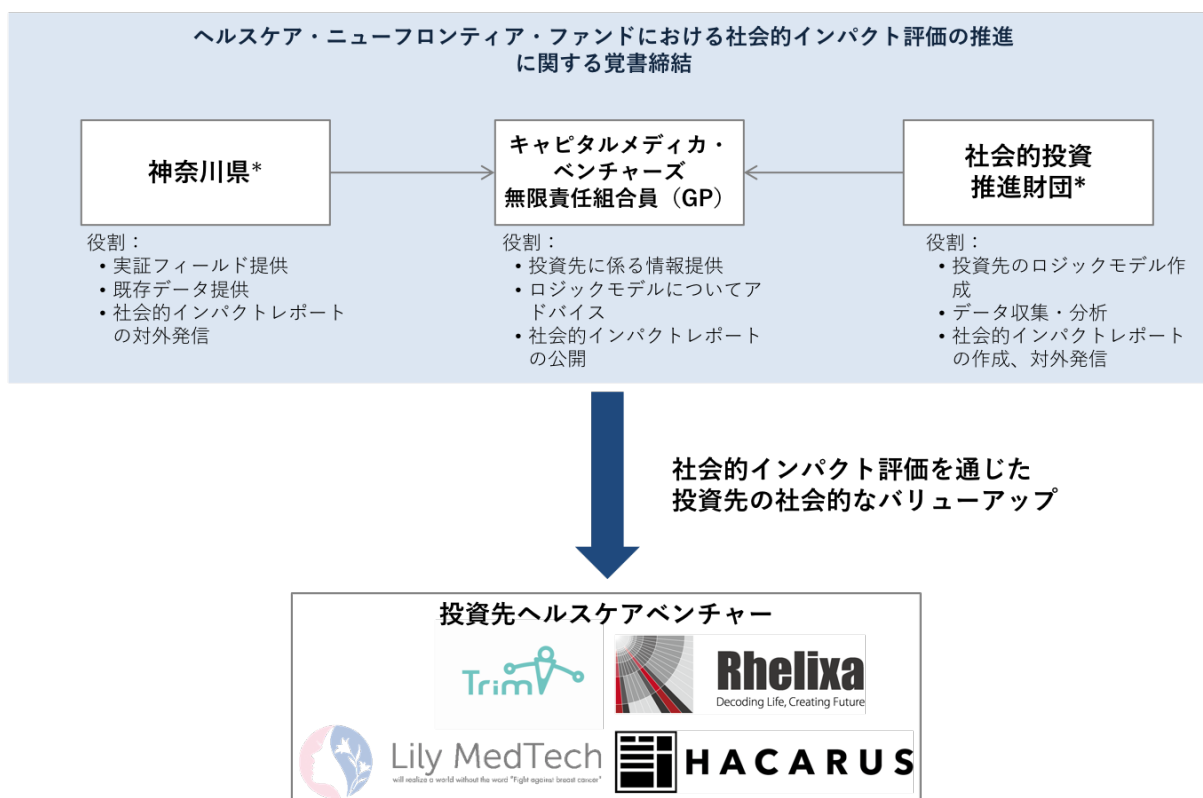 ヘルスケア・ニューフロンティア・ファンドにおける社会的インパクト評価の推進
に関する覚書締結
神奈川県*
キャピタルメディカ・
ベンチャーズ
無限責任組合員（GP）
社会的投資
推進財団*
役割：
• 実証フィールド提供
• 既存データ提供
• 社会的インパクトレポート
の対外発信
役割：
• 投資先に係る情報提供
• ロジックモデルについてア
ドバイス
• 社会的インパクトレポート
の公開
役割：
• 投資先のロジックモデル作
成
• データ収集・分析
• 社会的インパクトレポート
の作成、対外発信
社会的インパクト評価を通じた
投資先の社会的なバリューアップ
投資先ヘルスケアベンチャー
Trim
Rhelixa
Decoding Life, Creating Future
Lily MedTech
will realize a world without the word "Fight against breast cancer"
HACARUS